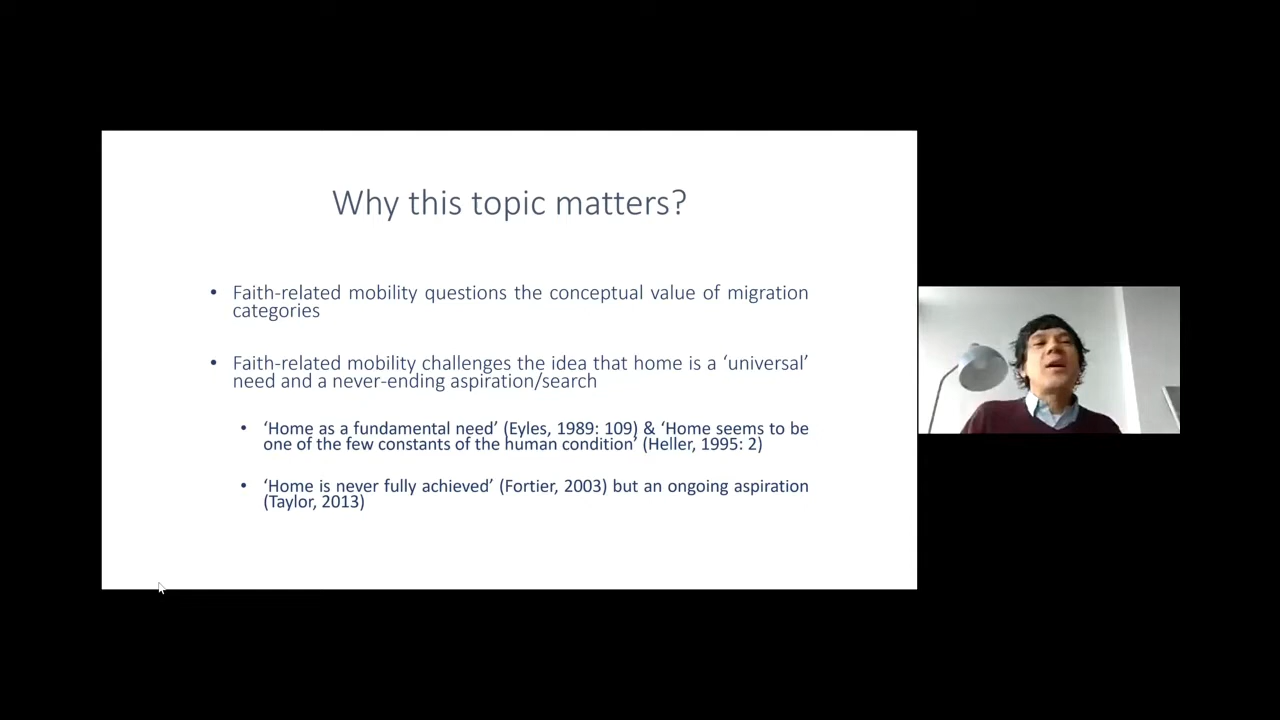 Why this topic matters?
• Faith-related mobility questions the conceptual value of migration
categories
• Faith-related mobility challenges the idea that home is a ‘universal’
need and a never-ending aspiration/search
• ‘Home as a fundamental need’ (Eyles, 1989: 109) & ‘Home seems to be
one of the few constants of the human condition’ (Heller, 1995: 2)
• ‘Home is never fully achieved’ (Fortier, 2003) but an ongoing aspiration
(Taylor, 2013)